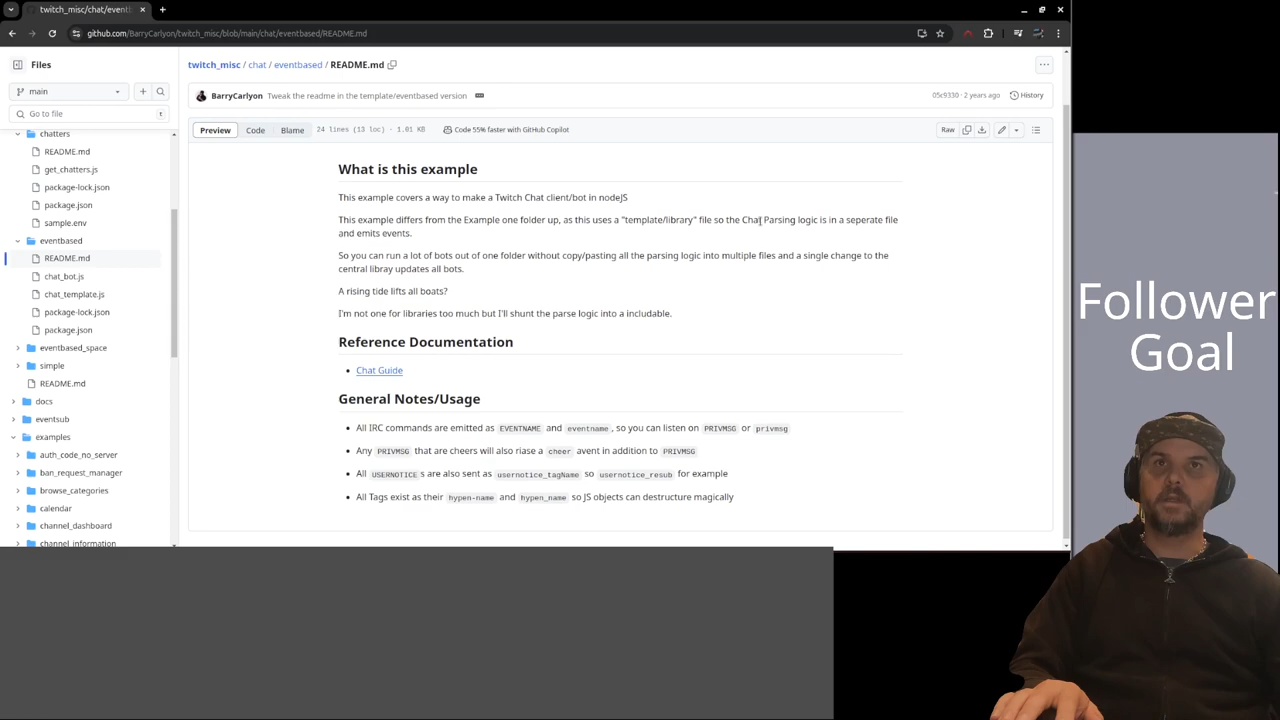 twitch_misc/chat/eventl
github.com/BarryCarlyon/twitch_misc/blob/main/chat/eventbased/README.md
Files
main
Go to file
t
chatters
README.md
get_chatters.js
package-lock.json
package.json
sample.env
eventbased
README.md
chat_bot.js
chat_template.js
package-lock.json
package.json
eventbased_space
simple
README.md
docs
eventsub
examples
auth_code_no_server
ban_request_manager
browse_categories
calendar
channel_dashboard
channel_information
twitch_misc / chat / eventbased / README.md
BarryCarlyon Tweak the readme in the template/eventbased version
05c9330 · 2 years ago History
Preview Code Blame 24 lines (13 loc) · 1.01 KB Code 55% faster with GitHub Copilot Raw
What is this example
This example covers a way to make a Twitch Chat client/bot in nodeJS
This example differs from the Example one folder up, as this uses a "template/library" file so the Chat Parsing logic is in a seperate file
and emits events.
So you can run a lot of bots out of one folder without copy/pasting all the parsing logic into multiple files and a single change to the
central libray updates all bots.
A rising tide lifts all boats?
I'm not one for libraries too much but I'll shunt the parse logic into a includable.
Reference Documentation
• Chat Guide
General Notes/Usage
• All IRC commands are emitted as EVENTNAME and eventname, so you can listen on PRIVMSG or privmsg
• Any PRIVMSG that are cheers will also riase a cheer avent in addition to PRIVMSG
• All USERNOTICE s are also sent as usernotice_tagName so usernotice_resub for example
• All Tags exist as their hypen-name and hypen_name so JS objects can destructure magically
Follower
Goal